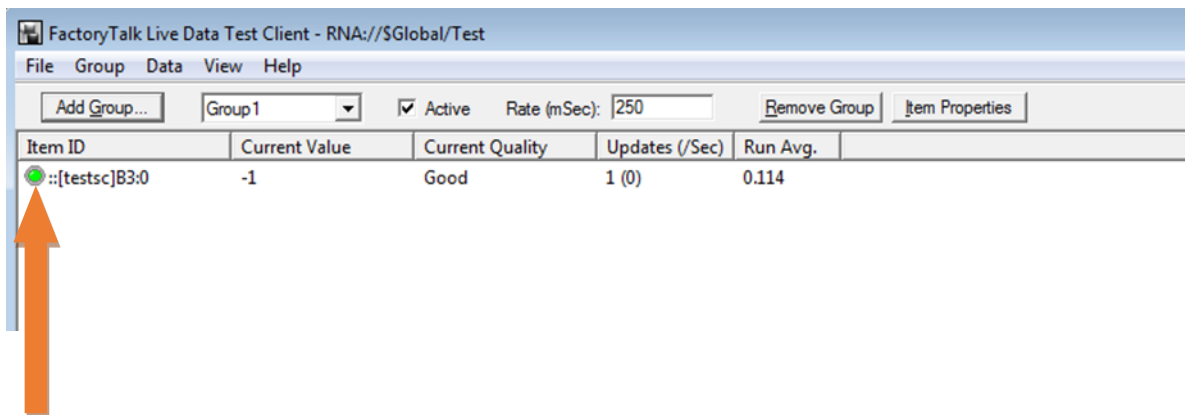 FactoryTalk Live Data Test Client - RNA://$Global/Test
File Group Data View Help
Add Group... Group1 Active Rate (mSec): 250 Remove Group Item Properties
Item ID Current Value Current Quality Updates (/Sec) Run Avg.
::[testsc]B3:0 -1 Good 1 (0) 0.114